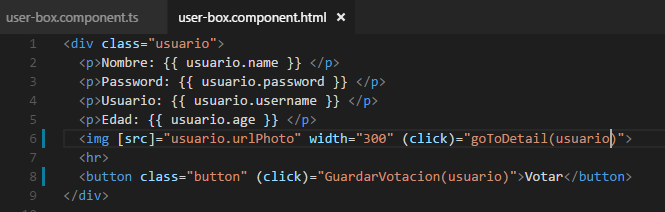 user-box.component.ts user-box.component.html ×
1 <div class="usuario">
2 <p>Nombre: {{ usuario.name }} </p>
3 <p>Password: {{ usuario.password }} </p>
4 <p>Usuario: {{ usuario.username }} </p>
5 <p>Edad: {{ usuario.age }} </p>
6 <img [src]="usuario.urlPhoto" width="300" (click)="goToDetail(usuario)">
7 <hr>
8 <button class="button" (click)="GuardarVotacion(usuario)">Votar</button>
9 </div>